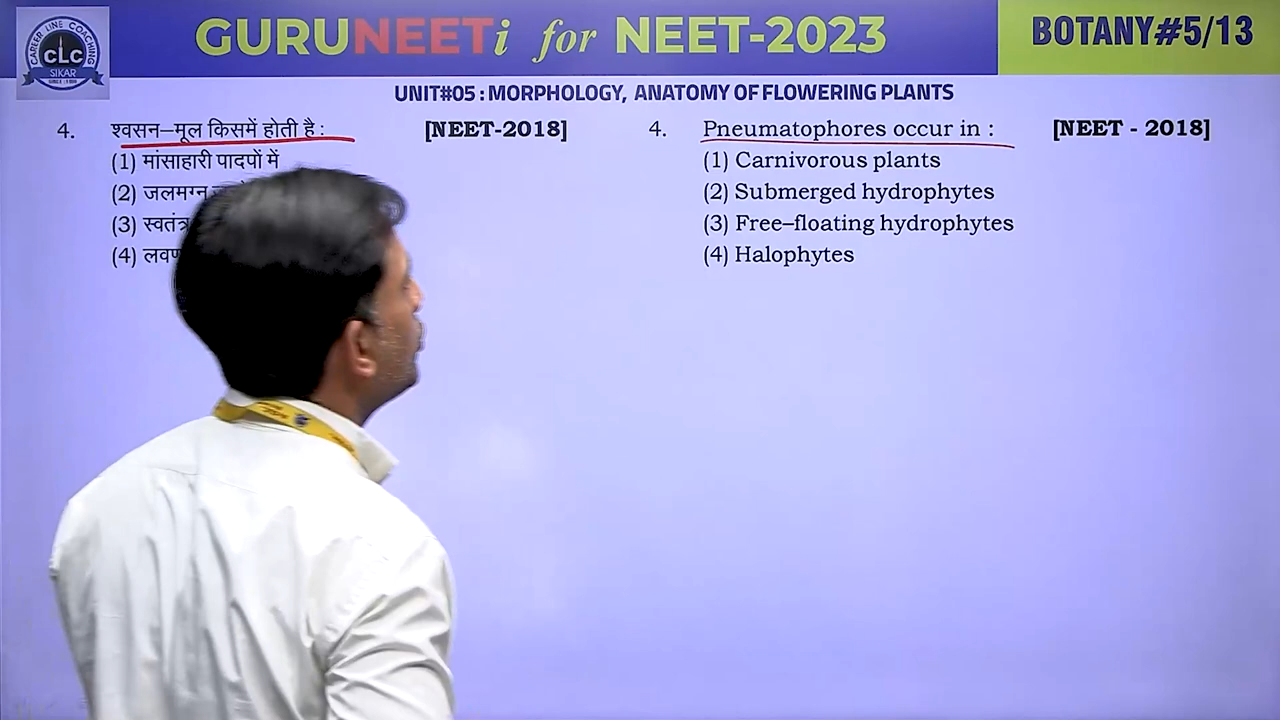 CAREER LINE COACHING
CLC
SIKAR
GURUNEETi for NEET-2023
BOTANY#5/13
UNIT#05 : MORPHOLOGY, ANATOMY OF FLOWERING PLANTS
4. श्वसन–मूल किसमें होती है : [NEET-2018]
(1) मांसाहारी पादपों में
(2) जलमग्न
(3) स्वतंत्र
(4) लवण
4. Pneumatophores occur in : [NEET - 2018]
(1) Carnivorous plants
(2) Submerged hydrophytes
(3) Free–floating hydrophytes
(4) Halophytes